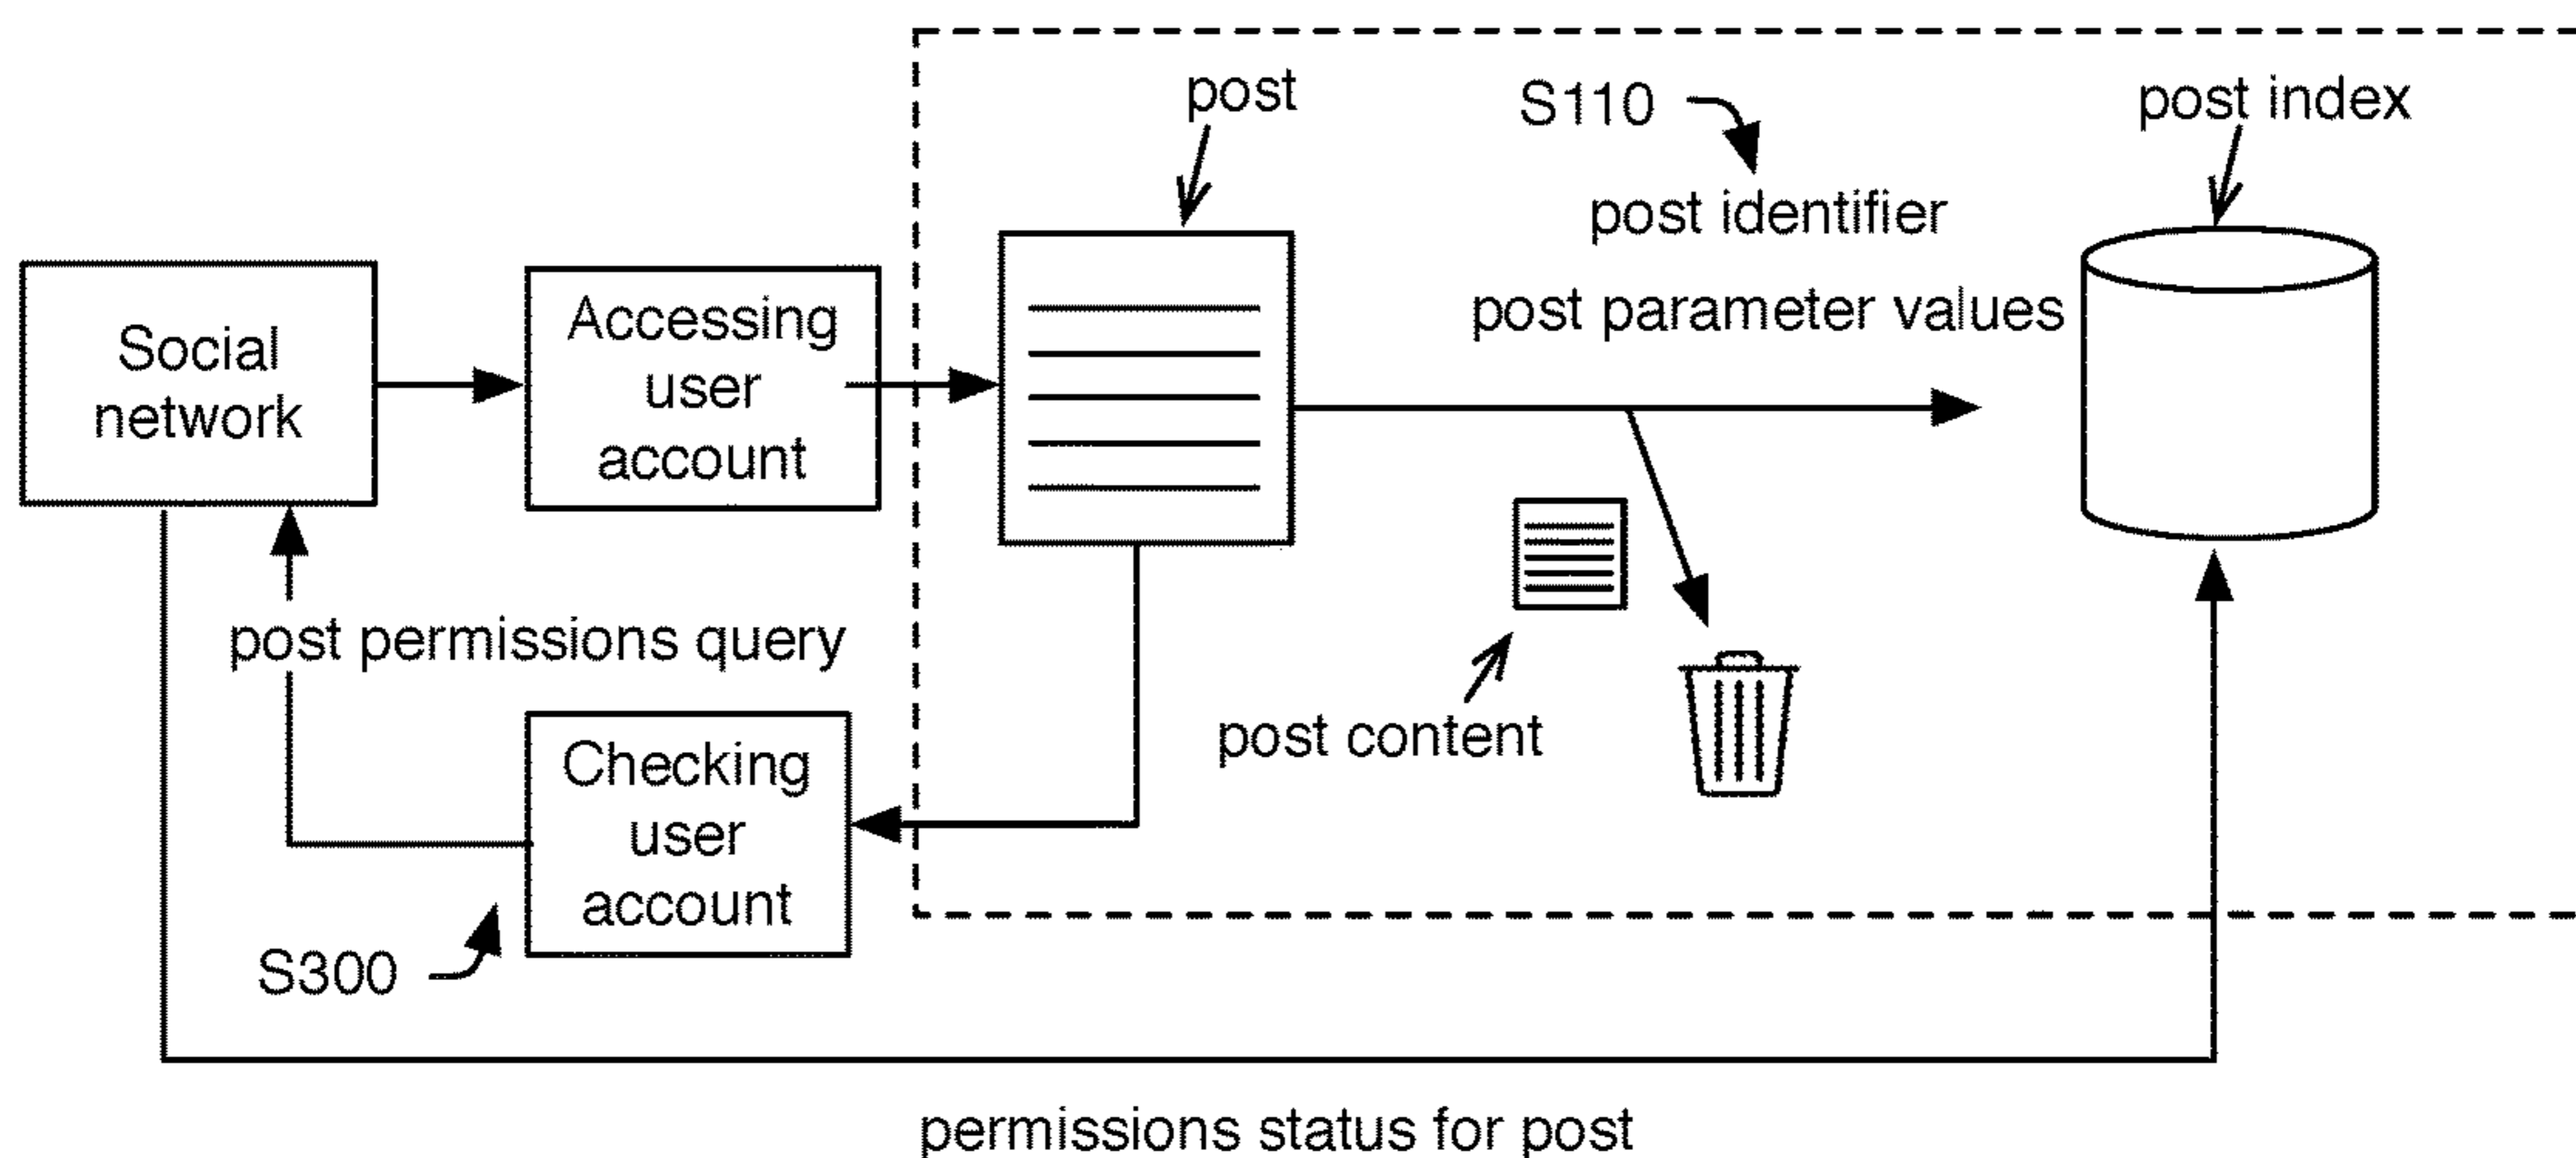 post
S110
post index
post identifier
post parameter values
Social
network
Accessing
user
account
post permissions query
post content
Checking
user
account
S300
permissions status for post